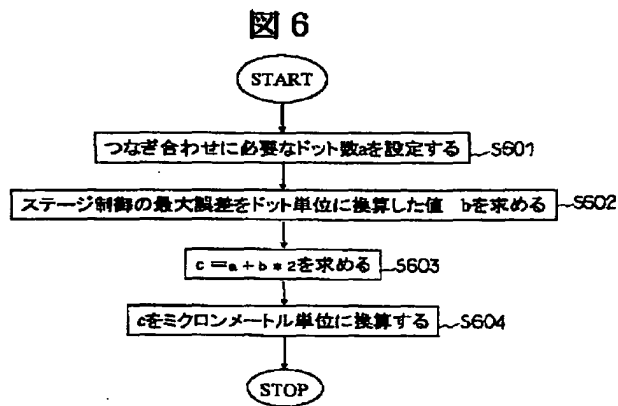 図6
START
つなぎ合わせに必要なドット数aを設定する S601
ステージ制御の最大誤差をドット単位に換算した値 bを求める S602
c=a+b*2を求める S603
cをミクロンメートル単位に換算する S604
STOP